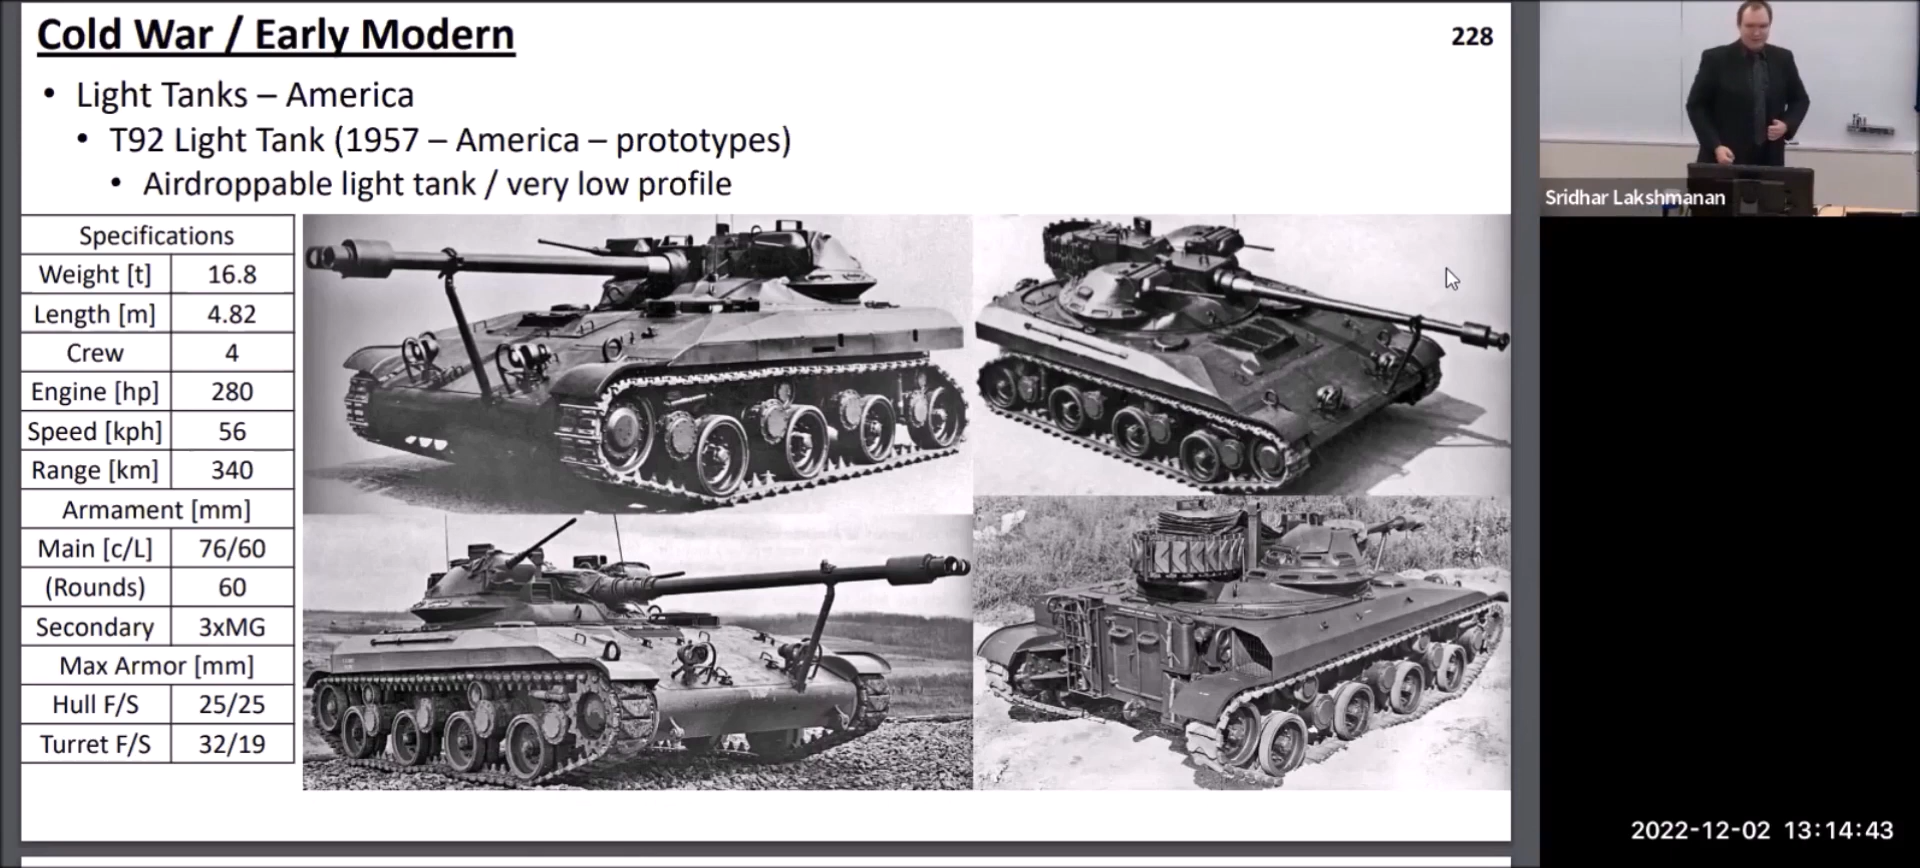 Cold War / Early Modern
228
• Light Tanks – America
• T92 Light Tank (1957 – America – prototypes)
• Airdroppable light tank / very low profile
Specifications
Weight [t] 16.8
Length [m] 4.82
Crew 4
Engine [hp] 280
Speed [kph] 56
Range [km] 340
Armament [mm]
Main [c/L] 76/60
(Rounds) 60
Secondary 3xMG
Max Armor [mm]
Hull F/S 25/25
Turret F/S 32/19
Sridhar Lakshmanan
2022-12-02 13:14:43